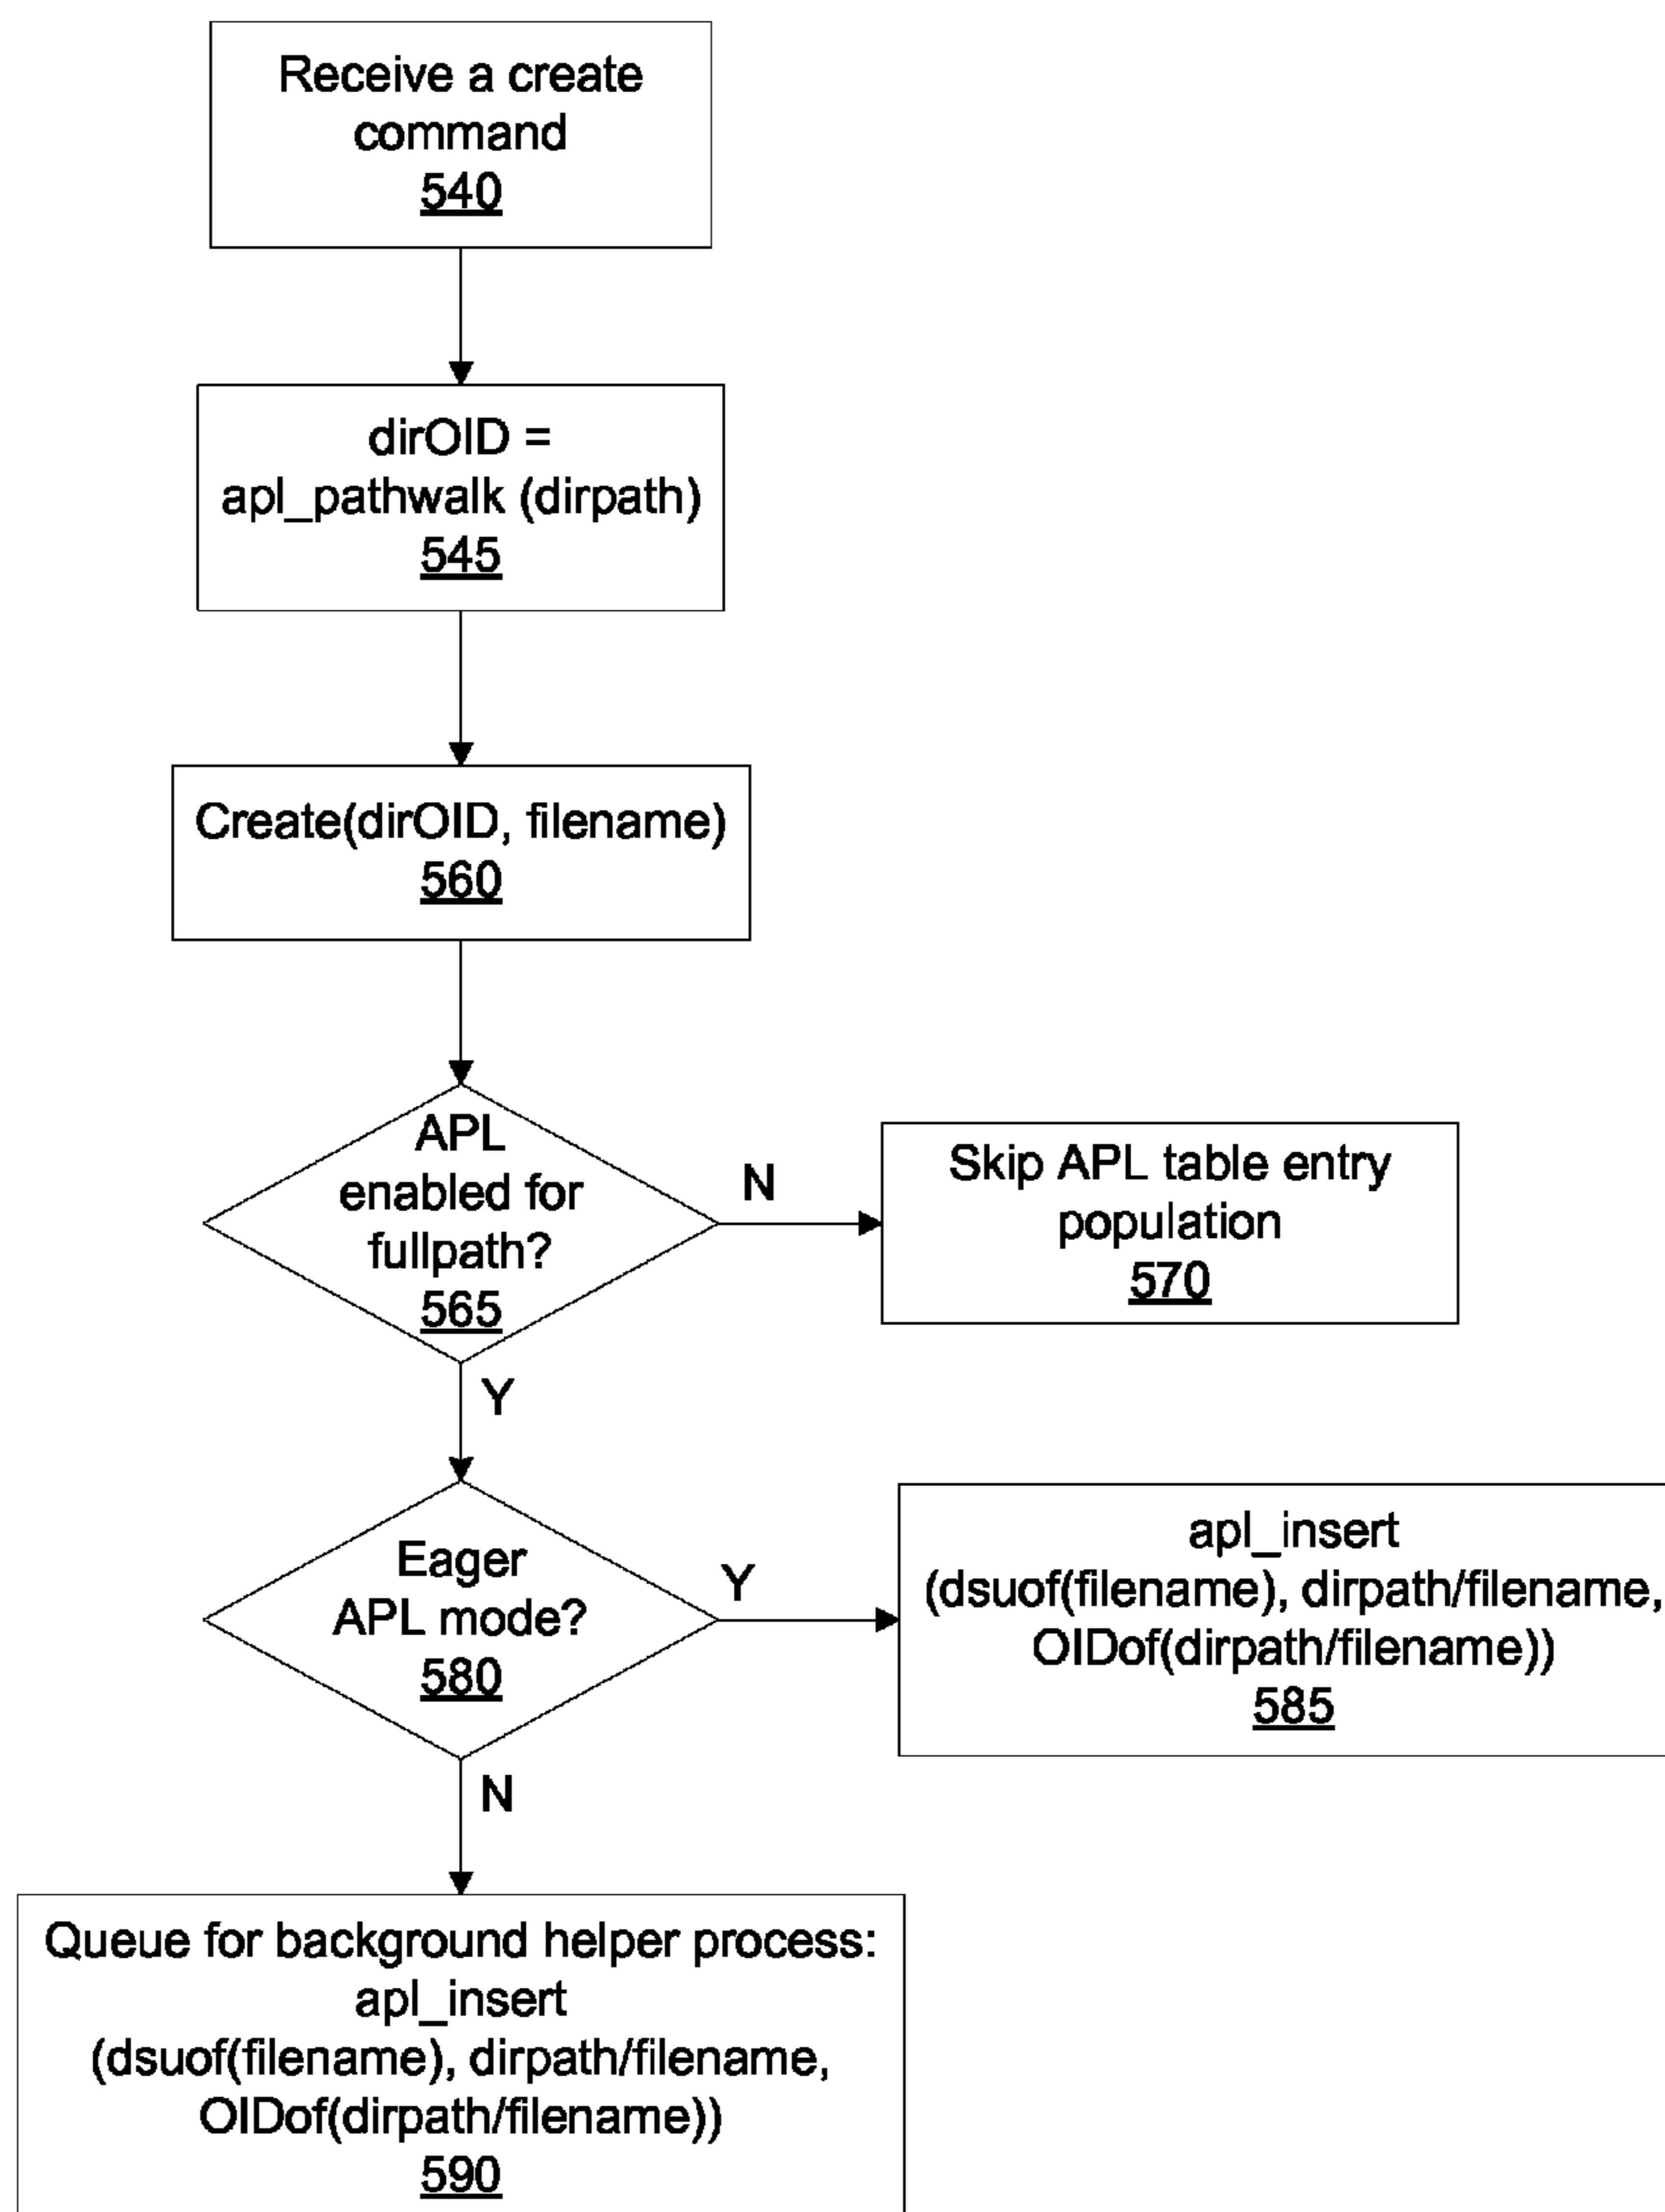 Receive a create
command
540
dirOID =
apl_pathwalk (dirpath)
545
Create(dirOID, filename)
560
APL
enabled for
fullpath?
565
N
Skip APL table entry
population
570
Y
Eager
APL mode?
580
Y
apl_insert
(dsuof(filename), dirpath/filename,
OIDof(dirpath/filename))
585
N
Queue for background helper process:
apl_insert
(dsuof(filename), dirpath/filename,
OIDof(dirpath/filename))
590